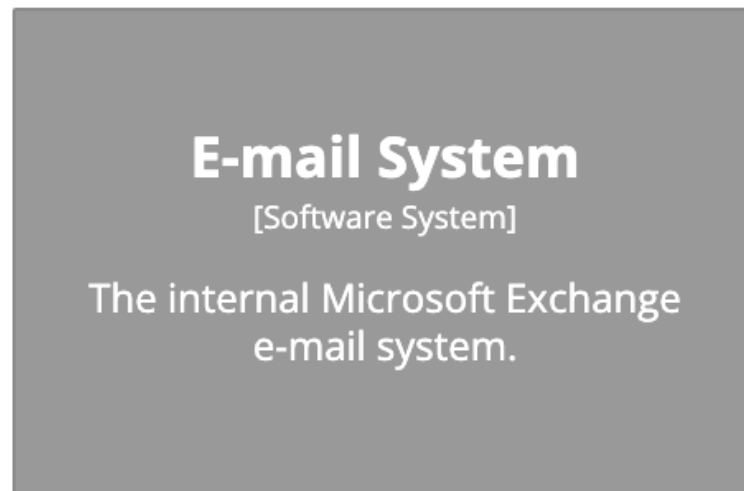 E-mail System
[Software System]
The internal Microsoft Exchange
e-mail system.